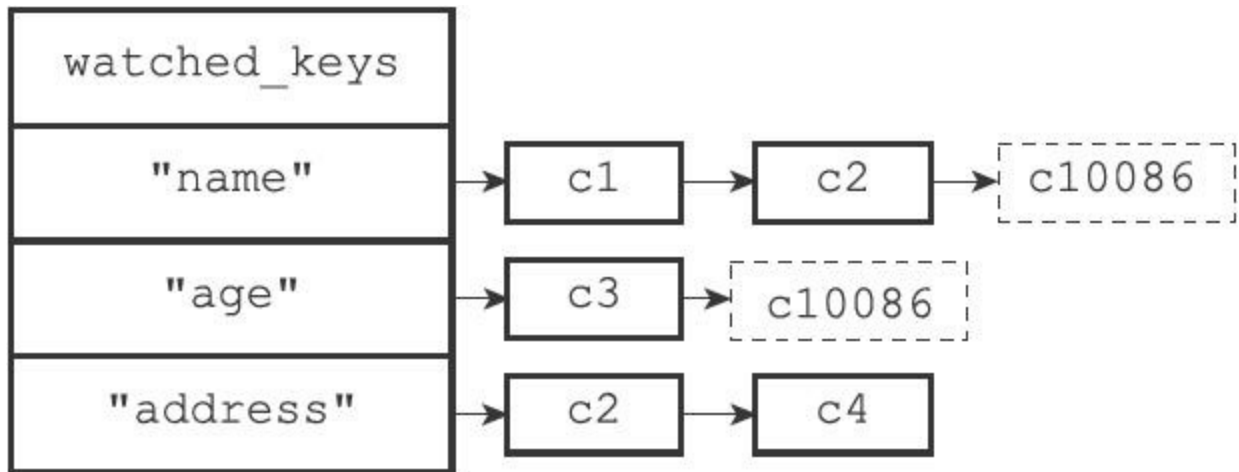 watched_keys
"name" c1 c2 c10086
"age" c3 c10086
"address" c2 c4